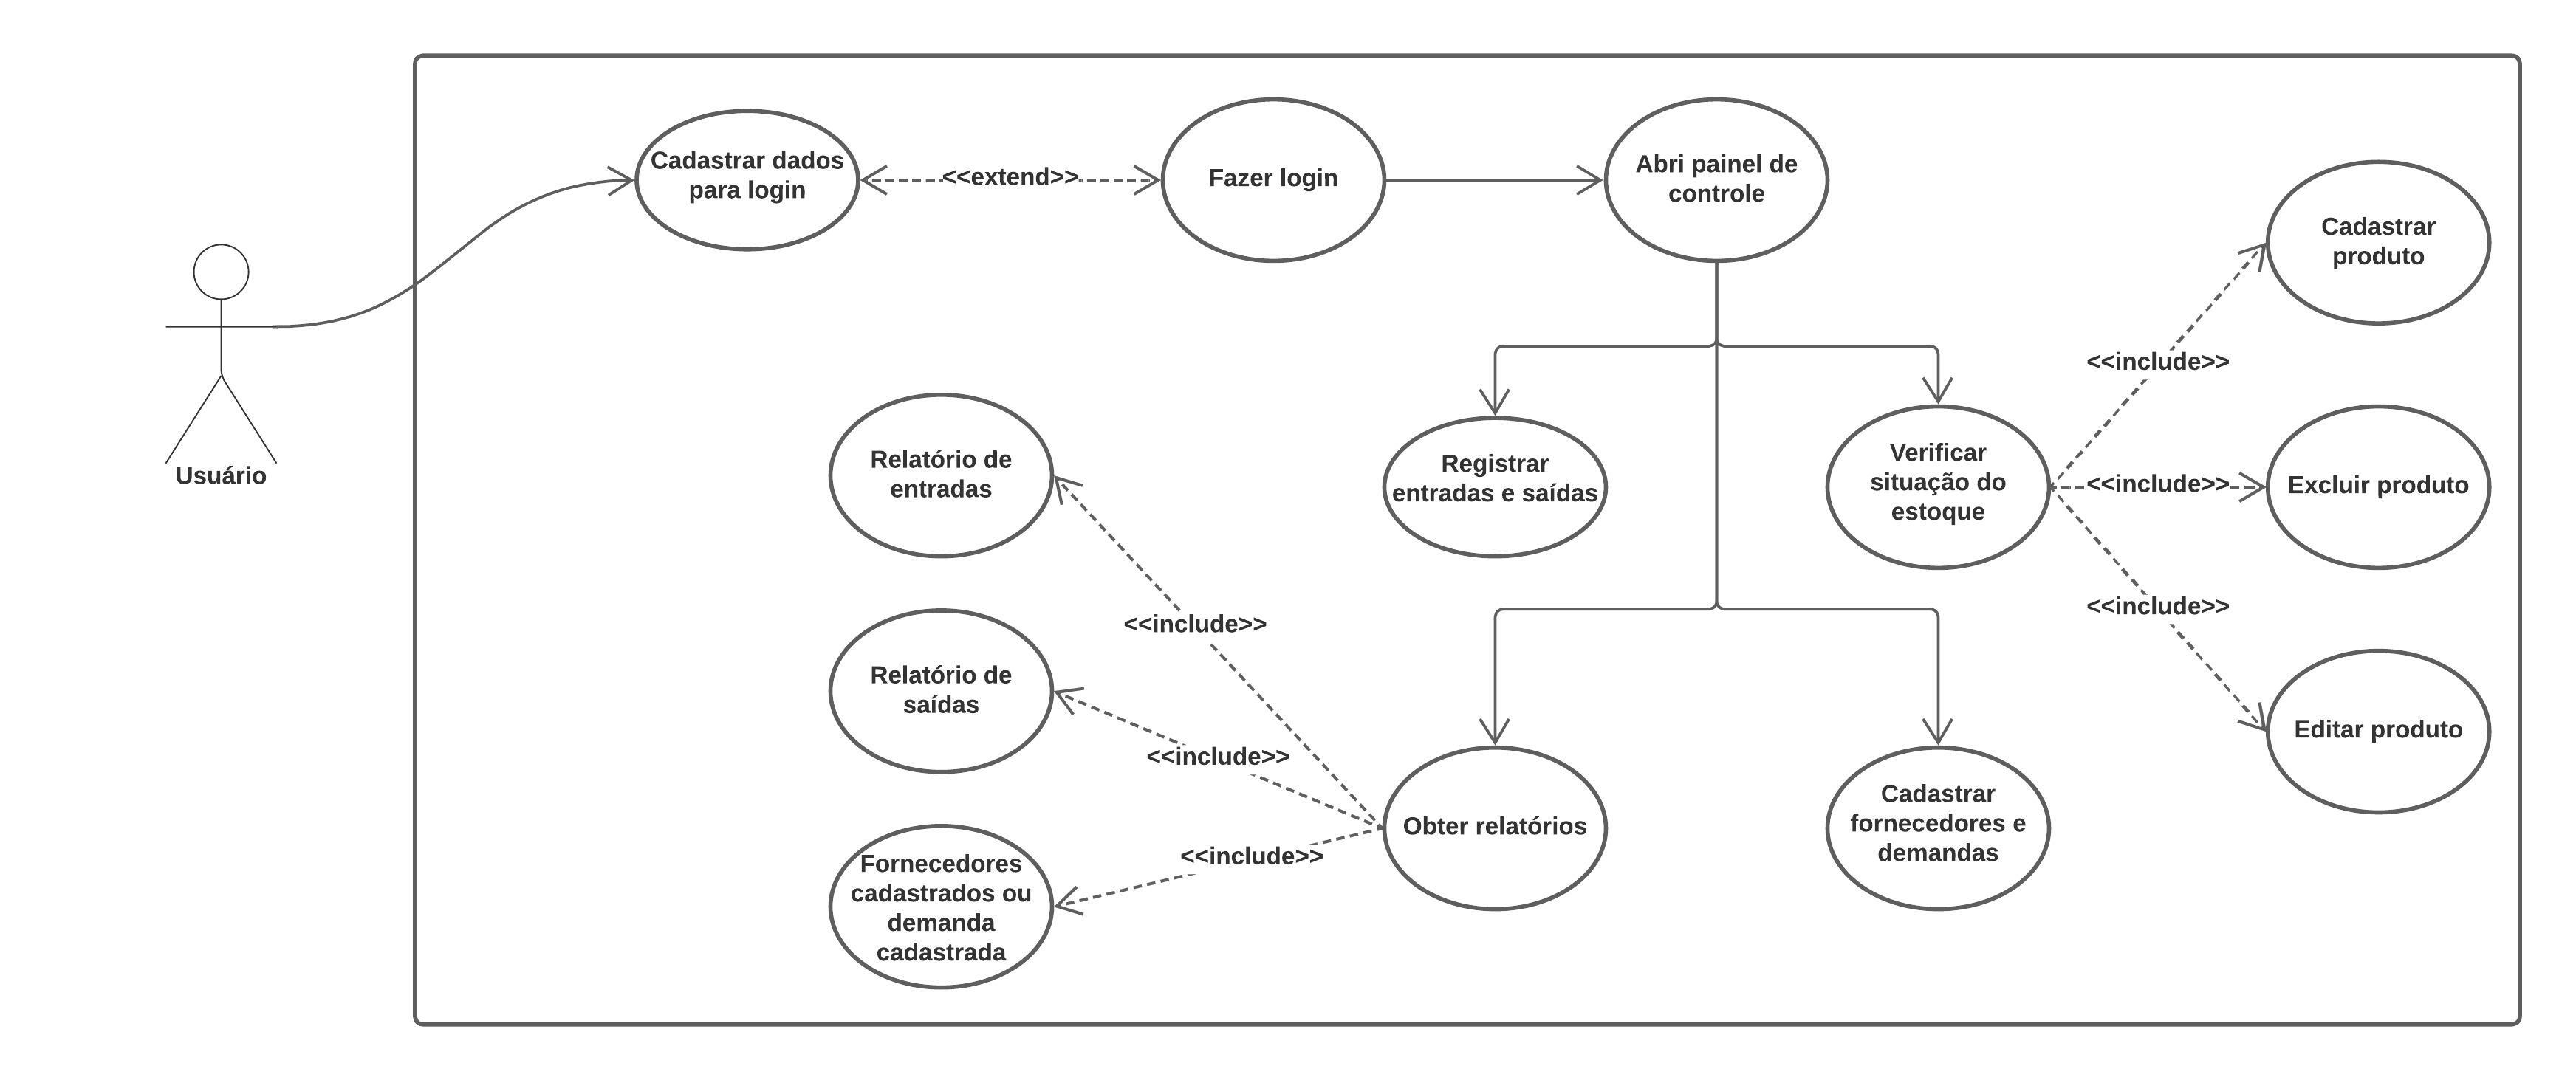 Cadastrar dados
para login
<<extend>>
Fazer login
Abri painel de
controle
Cadastrar
produto
<<include>>
Usuário
Relatório de
entradas
Registrar
entradas e saídas
Verificar
situação do
estoque
<<include>>
Excluir produto
<<include>>
<<include>>
Relatório de
saídas
<<include>>
Editar produto
Obter relatórios
Cadastrar
fornecedores e
demandas
<<include>>
Fornecedores
cadastrados ou
demanda
cadastrada